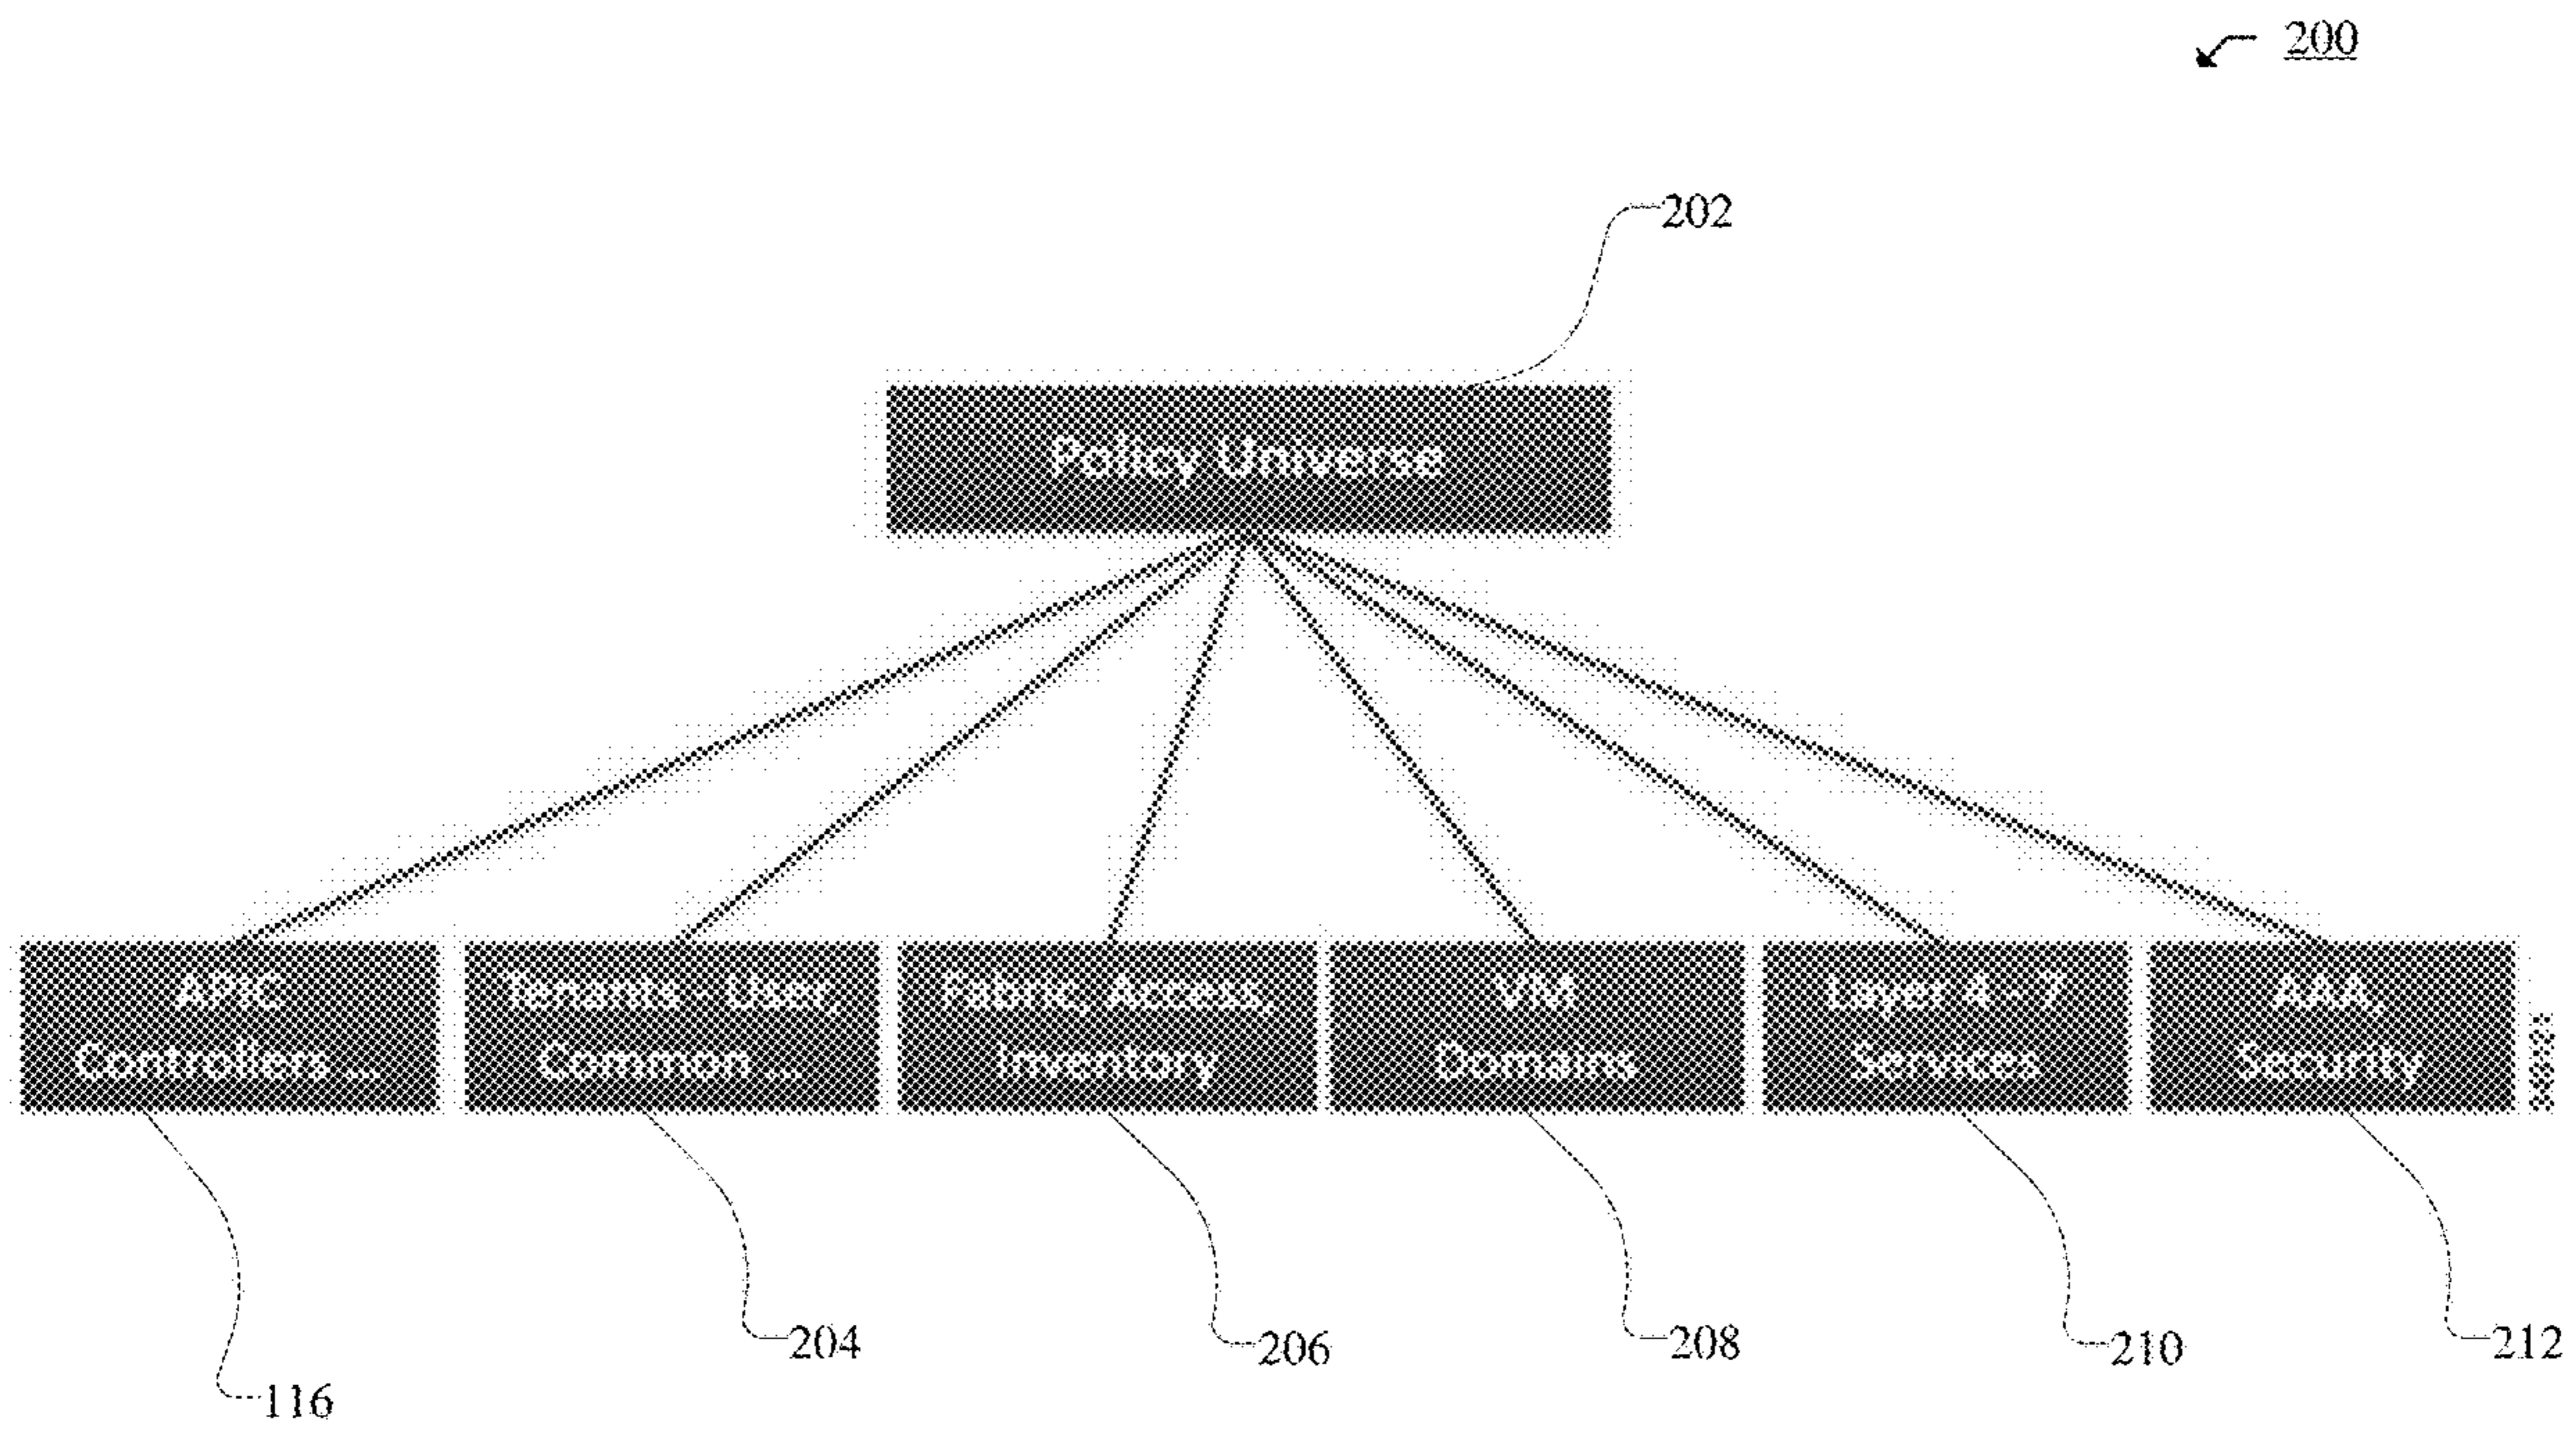 200
202
Policy Universe
APIC
Controllers ...
Tenants - User,
Common ...
Fabric, Access,
Inventory
VM
Domains
Layer 4 - 7
Services
AAA,
Security
116
204
206
208
210
212